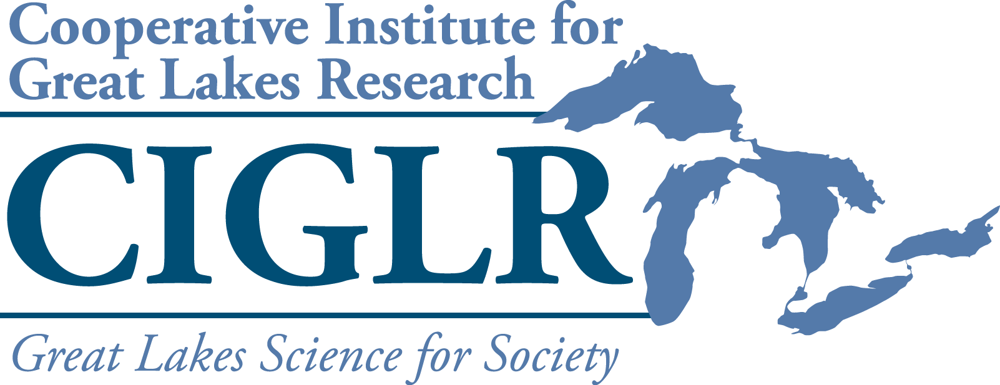 Cooperative Institute for
Great Lakes Research
CIGLR
Great Lakes Science for Society